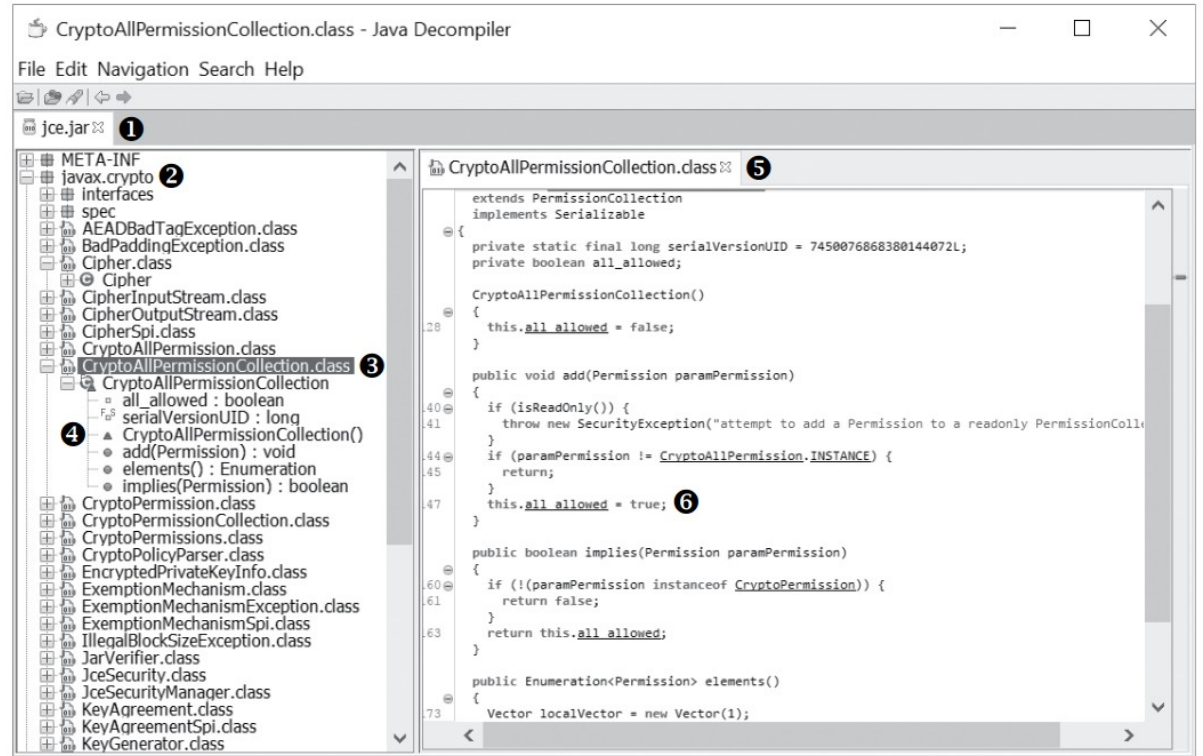 CryptoAllPermissionCollection.class - Java Decompiler
File Edit Navigation Search Help
jce.jar ❶
META-INF
javax.crypto ❷
interfaces
spec
AEADBadTagException.class
BadPaddingException.class
Cipher.class
Cipher
CipherInputStream.class
CipherOutputStream.class
CipherSpi.class
CryptoAllPermission.class
CryptoAllPermissionCollection.class ❸
CryptoAllPermissionCollection
all_allowed : boolean
serialVersionUID : long
❹ CryptoAllPermissionCollection()
add(Permission) : void
elements() : Enumeration
implies(Permission) : boolean
CryptoPermission.class
CryptoPermissionCollection.class
CryptoPermissions.class
CryptoPolicyParser.class
EncryptedPrivateKeyInfo.class
ExemptionMechanism.class
ExemptionMechanismException.class
ExemptionMechanismSpi.class
IllegalBlockSizeException.class
JarVerifier.class
JceSecurity.class
JceSecurityManager.class
KeyAgreement.class
KeyAgreementSpi.class
KeyGenerator.class
CryptoAllPermissionCollection.class ❺
extends PermissionCollection
implements Serializable
{
private static final long serialVersionUID = 7450076868380144072L;
private boolean all_allowed;
CryptoAllPermissionCollection()
{
.28 this.all_allowed = false;
}
public void add(Permission paramPermission)
{
.40 if (isReadOnly()) {
.41 throw new SecurityException("attempt to add a Permission to a readonly PermissionColle
}
.44 if (paramPermission != CryptoAllPermission.INSTANCE) {
.45 return;
}
.47 this.all_allowed = true; ❻
}
public boolean implies(Permission paramPermission)
{
.60 if (!(paramPermission instanceof CryptoPermission)) {
.61 return false;
}
.63 return this.all_allowed;
}
public Enumeration<Permission> elements()
{
.73 Vector localVector = new Vector(1);